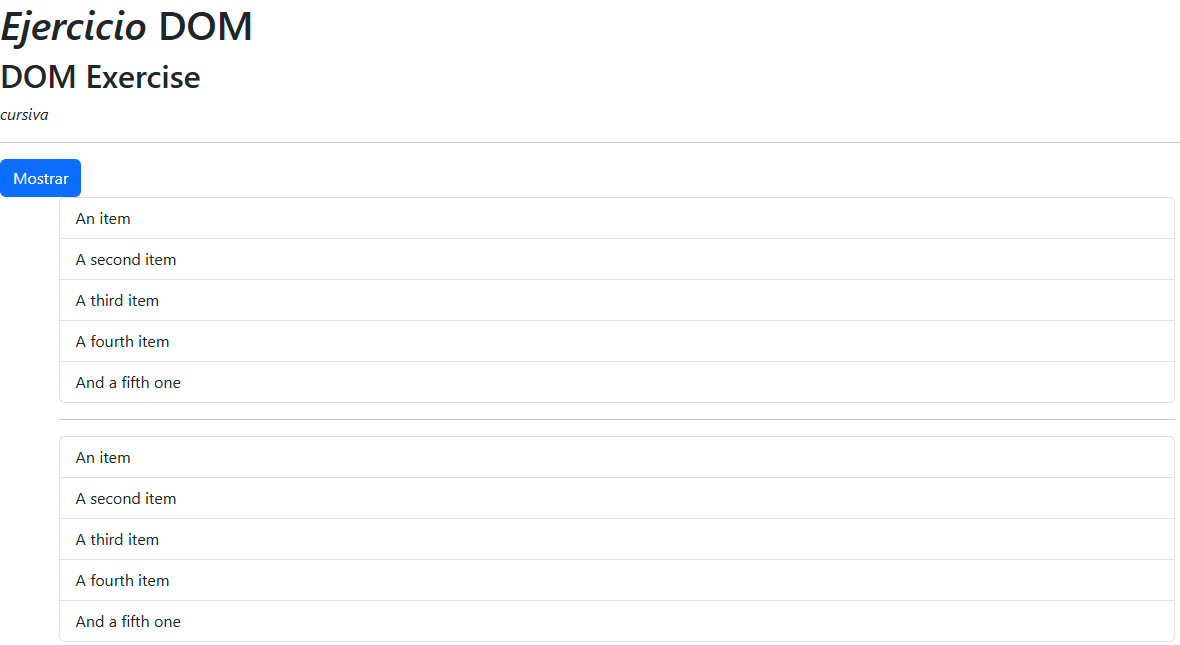 Ejercicio DOM
DOM Exercise
cursiva
Mostrar
An item
A second item
A third item
A fourth item
And a fifth one
An item
A second item
A third item
A fourth item
And a fifth one